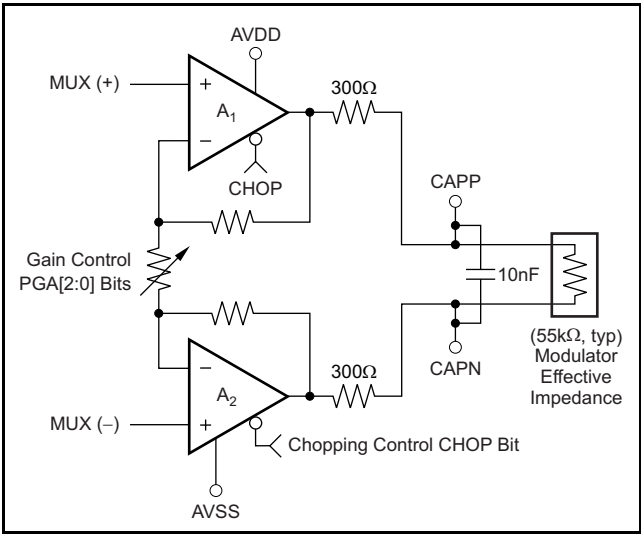 AVDD
MUX (+)
+
A1
−
300Ω
CHOP
CAPP
Gain Control
PGA[2:0] Bits
10nF
(55kΩ, typ)
Modulator
Effective
Impedance
CAPN
300Ω
−
A2
+
MUX (−)
Chopping Control CHOP Bit
AVSS